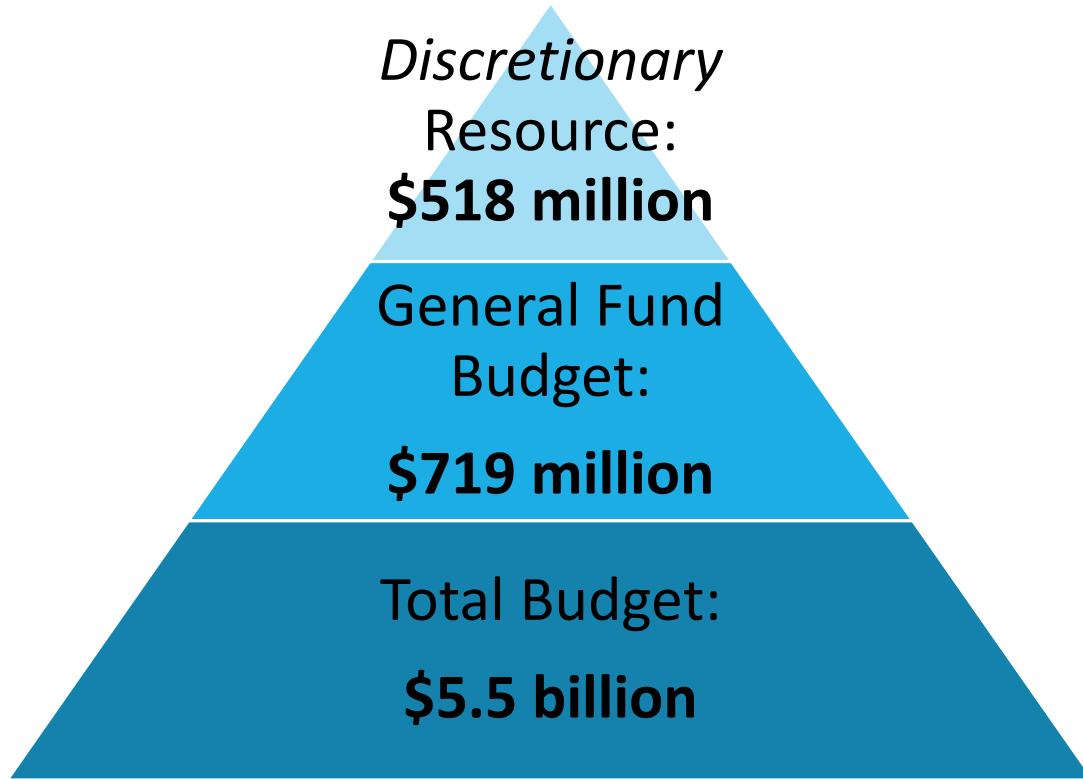 Discretionary
Resource:
$518 million
General Fund
Budget:
$719 million
Total Budget:
$5.5 billion